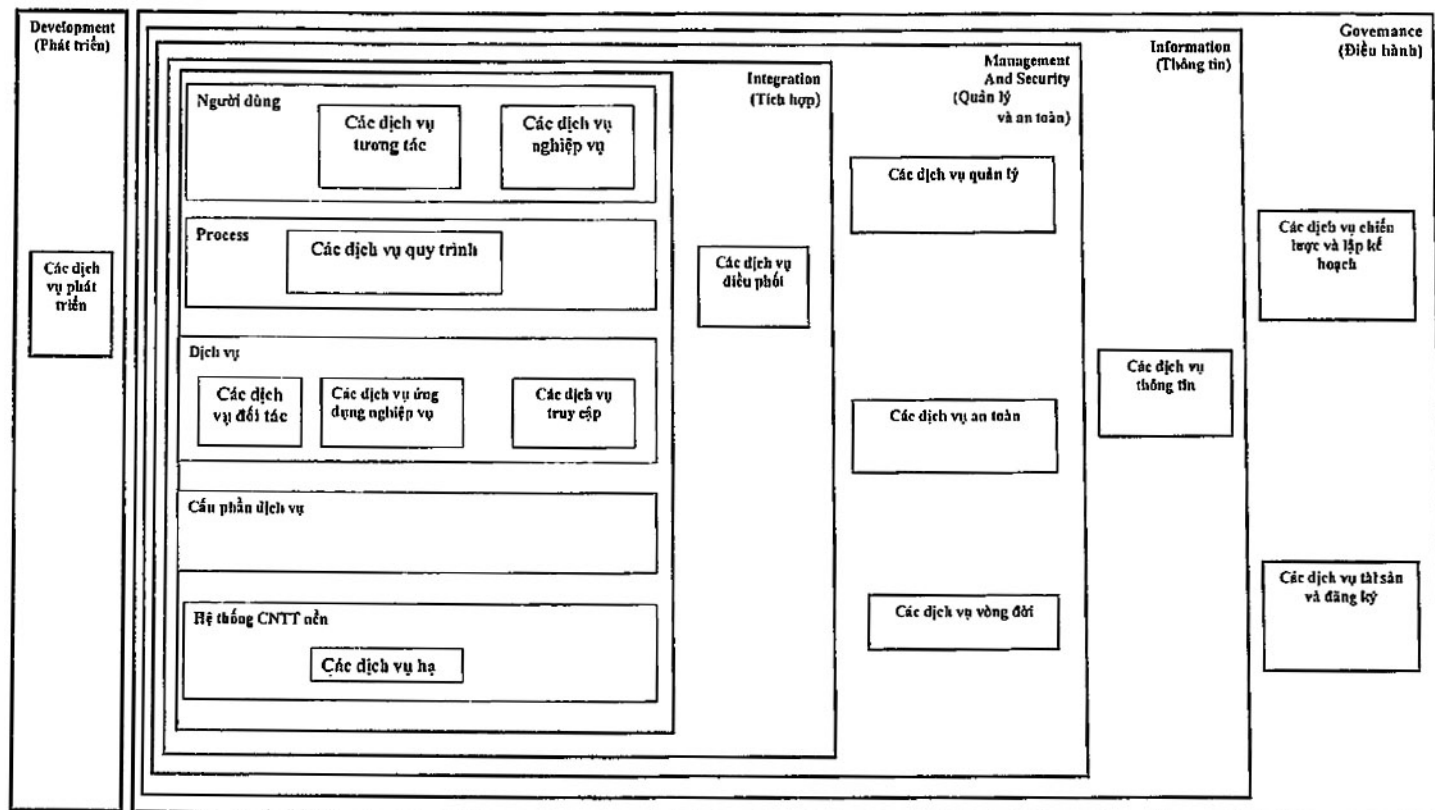 Development
(Phát triển)
Các dịch
vụ phát
triển
Governance
(Điều hành)
Information
(Thông tin)
Management
And Security
(Quản lý
và an toàn)
Integration
(Tích hợp)
Người dùng
Các dịch vụ
tương tác
Các dịch vụ
nghiệp vụ
Process
Các dịch vụ quy trình
Dịch vụ
Các dịch
vụ đối tác
Các dịch vụ ứng
dụng nghiệp vụ
Các dịch vụ
truy cập
Cấu phần dịch vụ
Hệ thống CNTT nền
Các dịch vụ hạ
Các dịch vụ
điều phối
Các dịch vụ quản lý
Các dịch vụ an toàn
Các dịch vụ vòng đời
Các dịch vụ
thông tin
Các dịch vụ chiến
lược và lập kế
hoạch
Các dịch vụ tài sản
và đăng ký